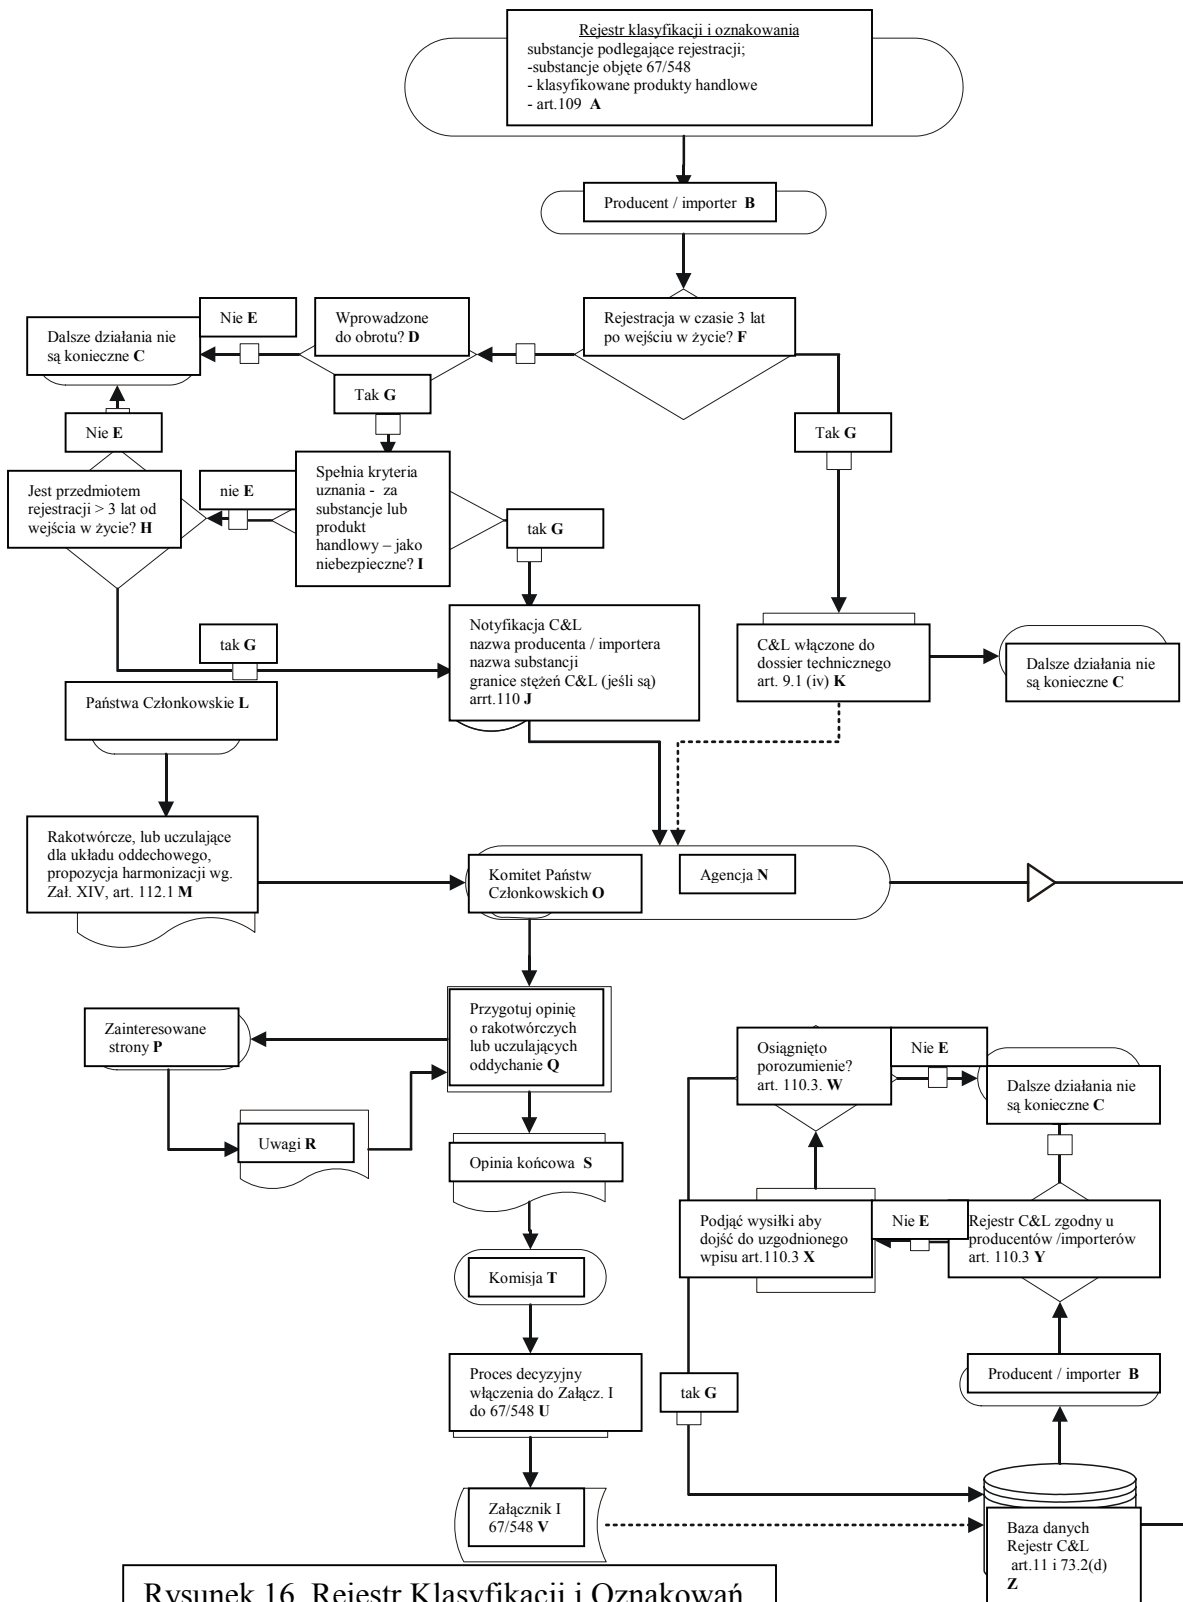 Rejestr klasyfikacji i oznakowania
substancje podlegające rejestracji;
-substancje objęte 67/548
- klasyfikowane produkty handlowe
- art.109 A
Producent / importer B
Dalsze działania nie
są konieczne C
Nie E
Wprowadzone
do obrotu? D
Rejestracja w czasie 3 lat
po wejściu w życie? F
Tak G
Nie E
Tak G
Jest przedmiotem
rejestracji > 3 lat od
wejścia w życie? H
nie E
Spełnia kryteria
uznania - za
substancje lub
produkt
handlowy – jako
niebezpieczne? I
tak G
tak G
Notyfikacja C&L
nazwa producenta / importera
nazwa substancji
granice stężeń C&L (jeśli są)
arrt.110 J
C&L włączone do
dossier technicznego
art. 9.1 (iv) K
Dalsze działania nie
są konieczne C
Państwa Członkowskie L
Rakotwórcze, lub uczulające
dla układu oddechowego,
propozycja harmonizacji wg.
Zał. XIV, art. 112.1 M
Komitet Państw
Członkowskich O
Agencja N
Zainteresowane
strony P
Przygotuj opinię
o rakotwórczych
lub uczulających
oddychanie Q
Osiągnięto
porozumienie?
art. 110.3. W
Nie E
Dalsze działania nie
są konieczne C
Uwagi R
Opinia końcowa S
Podjąć wysiłki aby
dojść do uzgodnionego
wpisu art.110.3 X
Nie E
Rejestr C&L zgodny u
producentów /importerów
art. 110.3 Y
Komisja T
Proces decyzyjny
włączenia do Załącz. I
do 67/548 U
tak G
Producent / importer B
Załącznik I
67/548 V
Baza danych
Rejestr C&L
art.11 i 73.2(d)
Z
Rysunek 16 Rejestr Klasyfikacji i Oznakowań